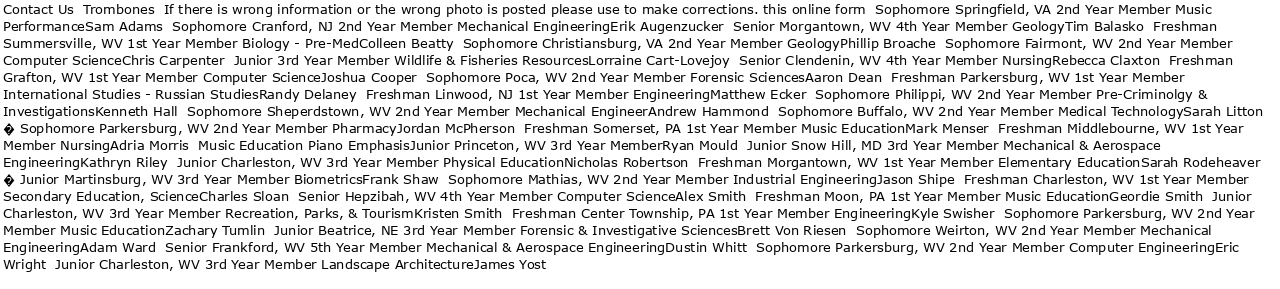 Contact Us  Trombones  If there is wrong information or the wrong photo is posted please use to make corrections. this online form  Sophomore Springfield, VA 2nd Year Member Music
PerformanceSam Adams  Sophomore Cranford, NJ 2nd Year Member Mechanical EngineeringErik Augenzucker  Senior Morgantown, WV 4th Year Member GeologyTim Balasko  Freshman
Summersville, WV 1st Year Member Biology - Pre-MedColleen Beatty  Sophomore Christiansburg, VA 2nd Year Member GeologyPhillip Broache  Sophomore Fairmont, WV 2nd Year Member
Computer ScienceChris Carpenter  Junior 3rd Year Member Wildlife & Fisheries ResourcesLorraine Cart-Lovejoy  Senior Clendenin, WV 4th Year Member NursingRebecca Claxton  Freshman
Grafton, WV 1st Year Member Computer ScienceJoshua Cooper  Sophomore Poca, WV 2nd Year Member Forensic SciencesAaron Dean  Freshman Parkersburg, WV 1st Year Member
International Studies - Russian StudiesRandy Delaney  Freshman Linwood, NJ 1st Year Member EngineeringMatthew Ecker  Sophomore Philippi, WV 2nd Year Member Pre-Criminolgy &
InvestigationsKenneth Hall  Sophomore Sheperdstown, WV 2nd Year Member Mechanical EngineerAndrew Hammond  Sophomore Buffalo, WV 2nd Year Member Medical TechnologySarah Litton
� Sophomore Parkersburg, WV 2nd Year Member PharmacyJordan McPherson  Freshman Somerset, PA 1st Year Member Music EducationMark Menser  Freshman Middlebourne, WV 1st Year
Member NursingAdria Morris  Music Education Piano EmphasisJunior Princeton, WV 3rd Year MemberRyan Mould  Junior Snow Hill, MD 3rd Year Member Mechanical & Aerospace
EngineeringKathryn Riley  Junior Charleston, WV 3rd Year Member Physical EducationNicholas Robertson  Freshman Morgantown, WV 1st Year Member Elementary EducationSarah Rodeheaver
� Junior Martinsburg, WV 3rd Year Member BiometricsFrank Shaw  Sophomore Mathias, WV 2nd Year Member Industrial EngineeringJason Shipe  Freshman Charleston, WV 1st Year Member
Secondary Education, ScienceCharles Sloan  Senior Hepzibah, WV 4th Year Member Computer ScienceAlex Smith  Freshman Moon, PA 1st Year Member Music EducationGeordie Smith  Junior
Charleston, WV 3rd Year Member Recreation, Parks, & TourismKristen Smith  Freshman Center Township, PA 1st Year Member EngineeringKyle Swisher  Sophomore Parkersburg, WV 2nd Year
Member Music EducationZachary Tumlin  Junior Beatrice, NE 3rd Year Member Forensic & Investigative SciencesBrett Von Riesen  Sophomore Weirton, WV 2nd Year Member Mechanical
EngineeringAdam Ward  Senior Frankford, WV 5th Year Member Mechanical & Aerospace EngineeringDustin Whitt  Sophomore Parkersburg, WV 2nd Year Member Computer EngineeringEric
Wright  Junior Charleston, WV 3rd Year Member Landscape ArchitectureJames Yost